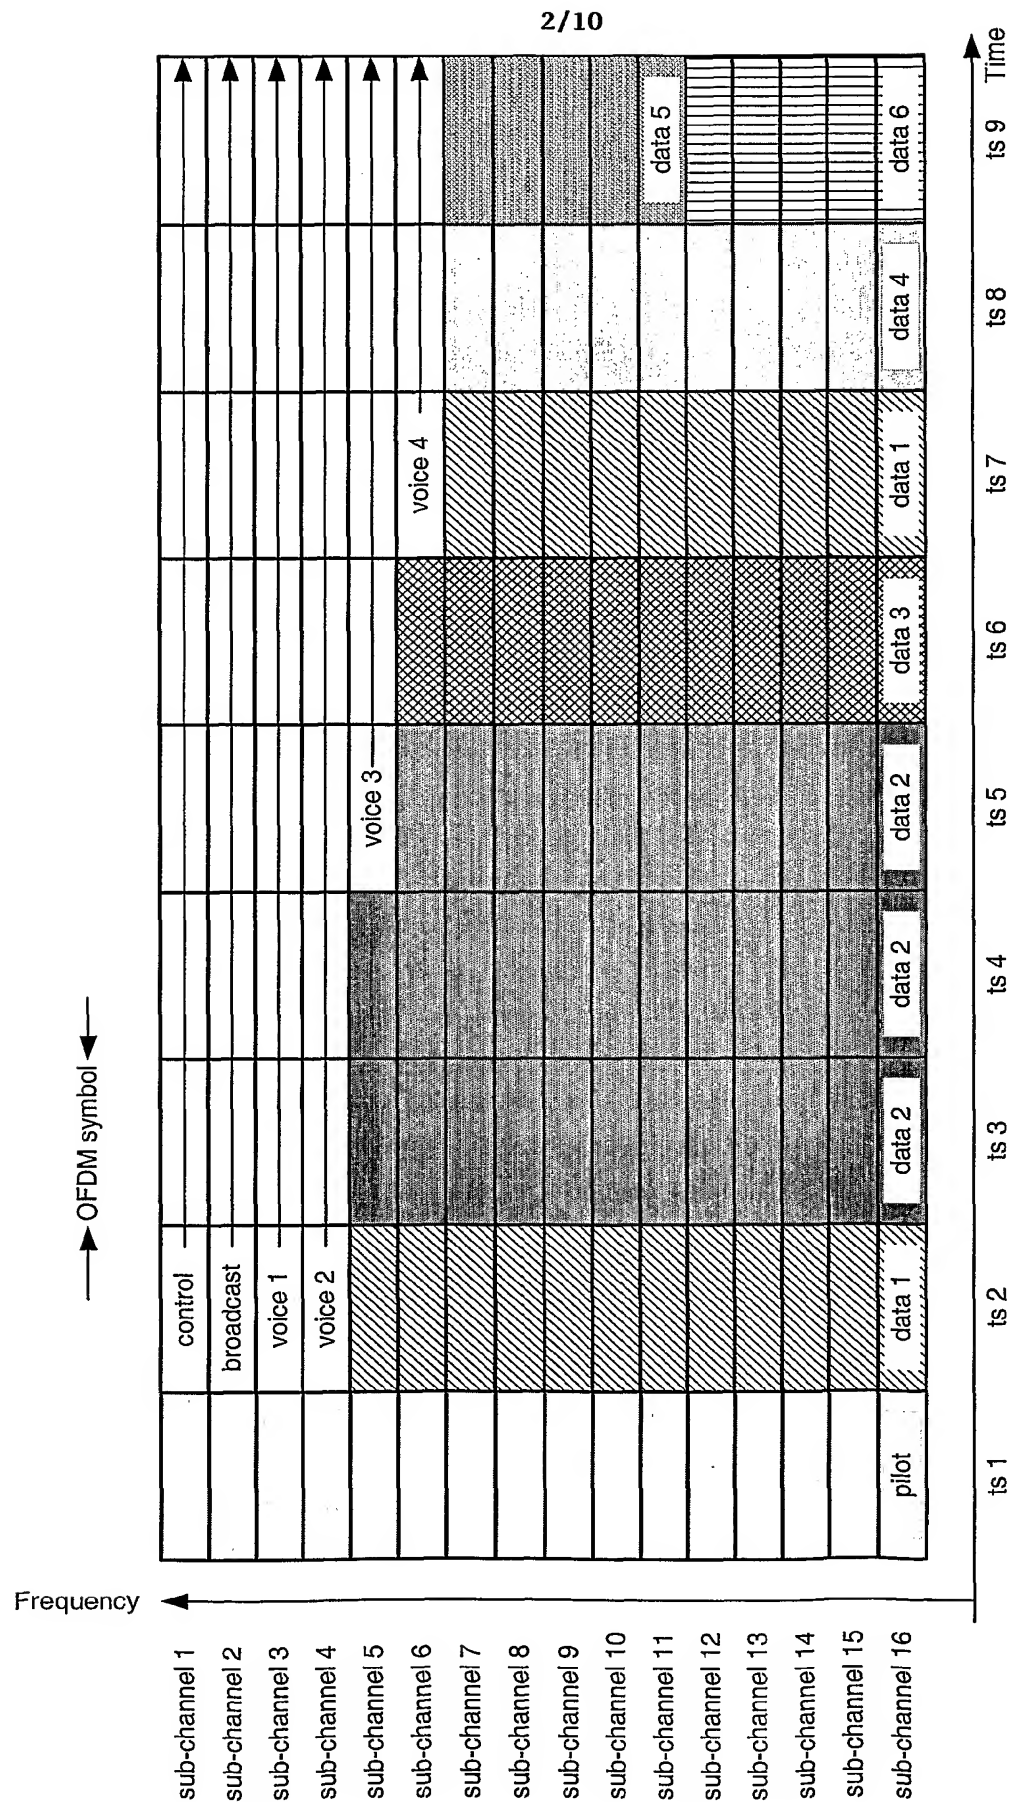 2/10
OFDM symbol
Frequency
sub-channel 1
sub-channel 2
sub-channel 3
sub-channel 4
sub-channel 5
sub-channel 6
sub-channel 7
sub-channel 8
sub-channel 9
sub-channel 10
sub-channel 11
sub-channel 12
sub-channel 13
sub-channel 14
sub-channel 15
sub-channel 16
control
broadcast
voice 1
voice 2
voice 3
voice 4
data 5
pilot
data 1
data 2
data 2
data 2
data 3
data 1
data 4
data 6
ts 1
ts 2
ts 3
ts 4
ts 5
ts 6
ts 7
ts 8
ts 9
Time